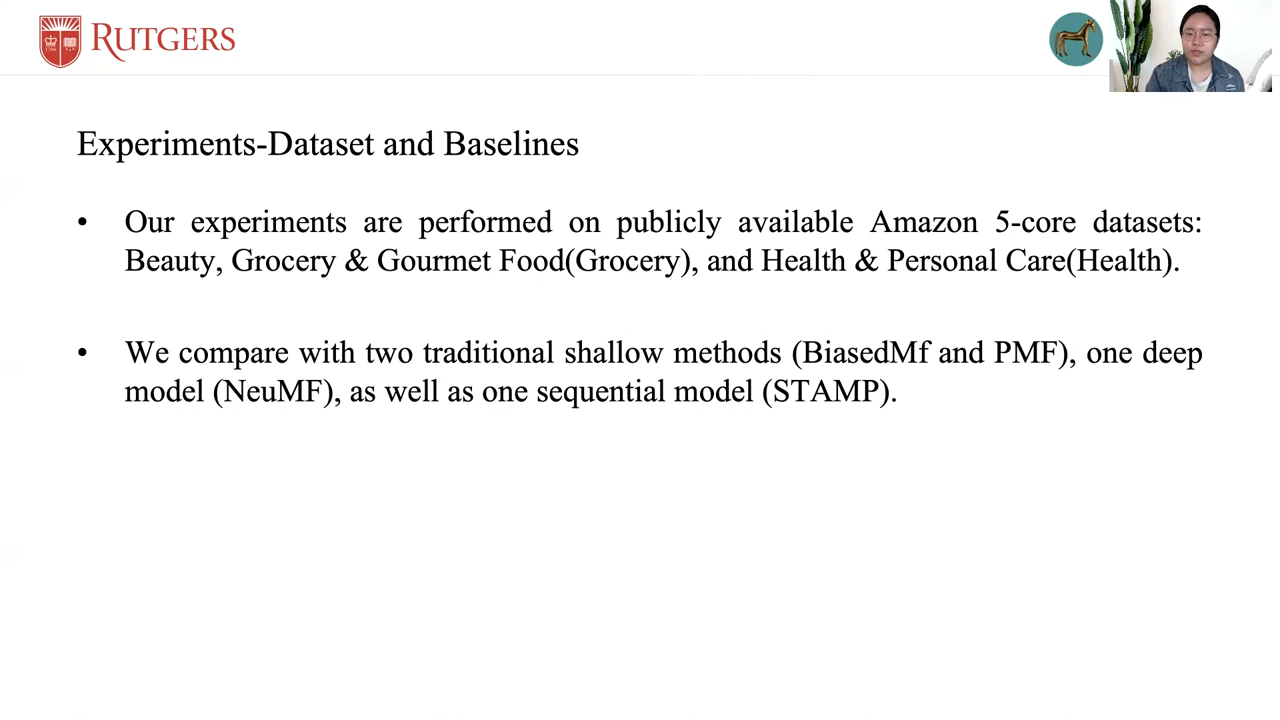 RUTGERS
Experiments-Dataset and Baselines
• Our experiments are performed on publicly available Amazon 5-core datasets:
Beauty, Grocery & Gourmet Food(Grocery), and Health & Personal Care(Health).
• We compare with two traditional shallow methods (BiasedMf and PMF), one deep
model (NeuMF), as well as one sequential model (STAMP).